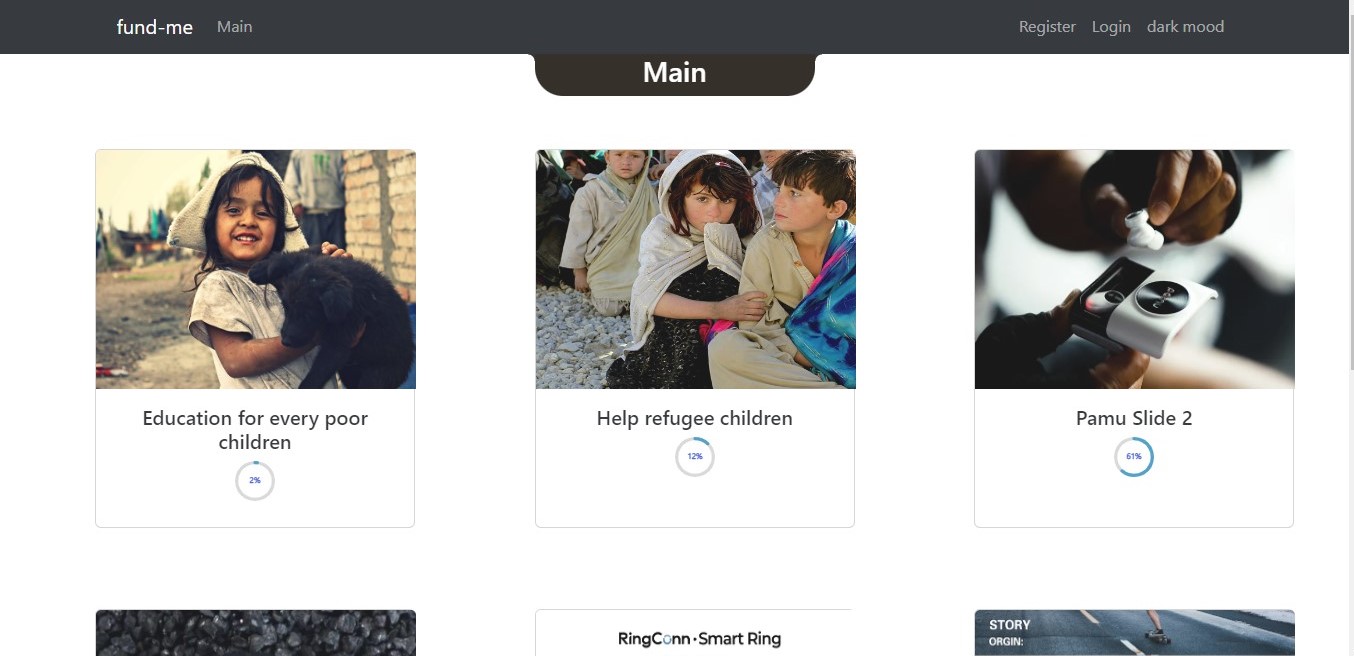 fund-me Main Register Login dark mood
Main
Education for every poor
children
2%
Help refugee children
12%
Pamu Slide 2
61%
RingConn·Smart Ring
STORY
ORGIN: